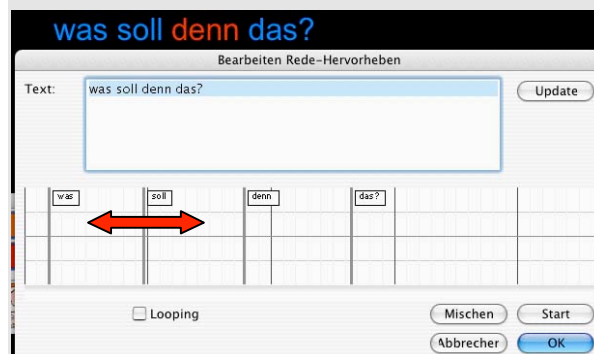 was soll denn das?
Bearbeiten Rede-Hervorheben
Text: was soll denn das? Update
was soll denn das?
Looping Mischen Start
Abbrecher OK